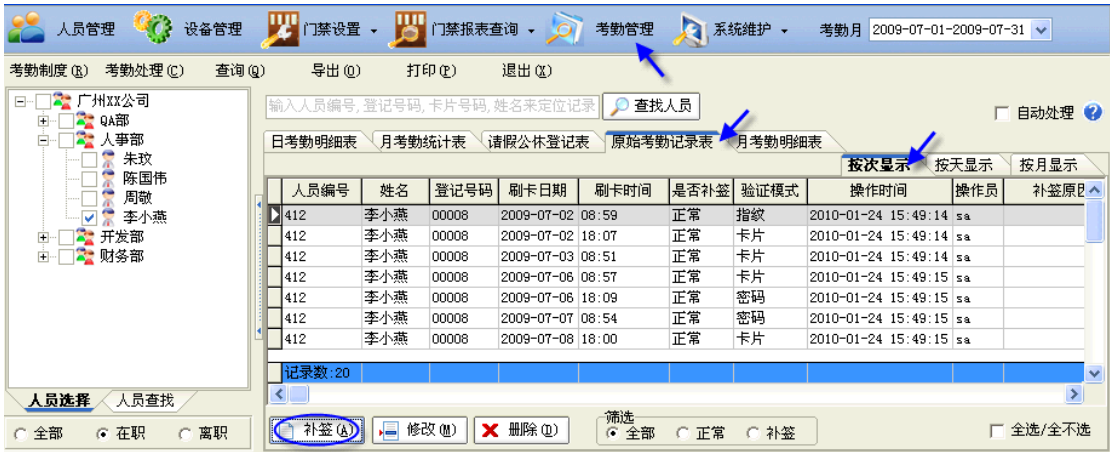 人员管理 设备管理 门禁设置 门禁报表查询 考勤管理 系统维护 考勤月 2009-07-01-2009-07-31
考勤制度(R) 考勤处理(C) 查询(Q) 导出(O) 打印(P) 退出(X)
输入人员编号,登记号码,卡片号码,姓名来定位记录 查找人员 自动处理
广州XX公司
QA部
人事部
朱玟
陈国伟
周敏
李小燕
开发部
财务部
日考勤明细表 月考勤统计表 请假公休登记表 原始考勤记录表 月考勤明细表
按次显示 按天显示 按月显示
人员编号 姓名 登记号码 刷卡日期 刷卡时间 是否补签 验证模式 操作时间 操作员 补签原因
412 李小燕 00008 2009-07-02 08:59 正常 指纹 2010-01-24 15:49:14 sa
412 李小燕 00008 2009-07-02 18:07 正常 卡片 2010-01-24 15:49:14 sa
412 李小燕 00008 2009-07-03 08:51 正常 卡片 2010-01-24 15:49:14 sa
412 李小燕 00008 2009-07-06 08:57 正常 指纹 2010-01-24 15:49:15 sa
412 李小燕 00008 2009-07-06 18:09 正常 密码 2010-01-24 15:49:15 sa
412 李小燕 00008 2009-07-07 08:54 正常 密码 2010-01-24 15:49:15 sa
412 李小燕 00008 2009-07-08 18:00 正常 卡片 2010-01-24 15:49:15 sa
记录数:20
人员选择 人员查找
全部 在职 离职
补签(A) 修改(M) 删除(D)
筛选
全部 正常 补签
全选/全不选